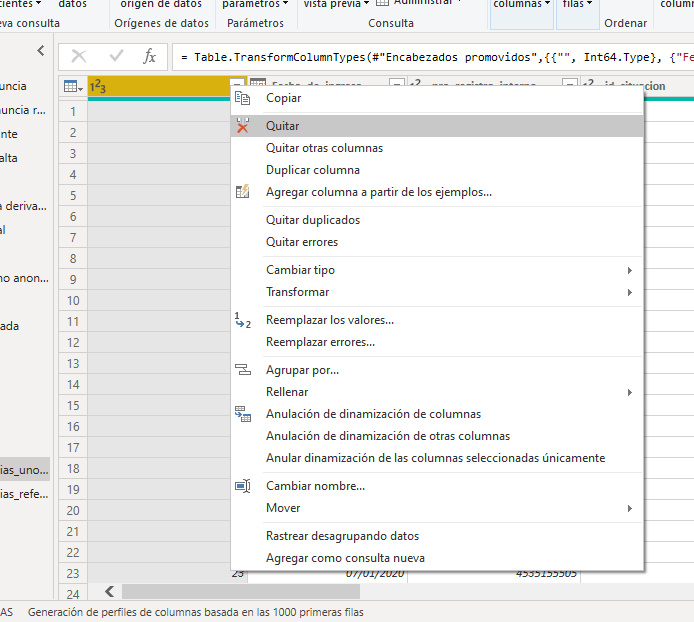 cientes datos origen de datos parámetros vista previa Administrar columnas filas column
eva consulta Orígenes de datos Parámetros Consulta Ordenar
fx = Table.TransformColumnTypes(#"Encabezados promovidos",{{"", Int64.Type}, {"Fe
1²3
uncia
nuncia r...
nte
alta
a deriva...
al
no anon...
ada
ias_uno...
ias_refe...
1
2
3
4
5
6
7
8
9
10
11
12
13
14
15
16
17
18
19
20
21
22
23 23 07/01/2020 4535155505
24
Copiar
Quitar
Quitar otras columnas
Duplicar columna
Agregar columna a partir de los ejemplos...
Quitar duplicados
Quitar errores
Cambiar tipo
Transformar
Reemplazar los valores...
Reemplazar errores...
Agrupar por...
Rellenar
Anulación de dinamización de columnas
Anulación de dinamización de otras columnas
Anular dinamización de las columnas seleccionadas únicamente
Cambiar nombre...
Mover
Rastrear desagrupando datos
Agregar como consulta nueva
AS Generación de perfiles de columnas basada en las 1000 primeras filas